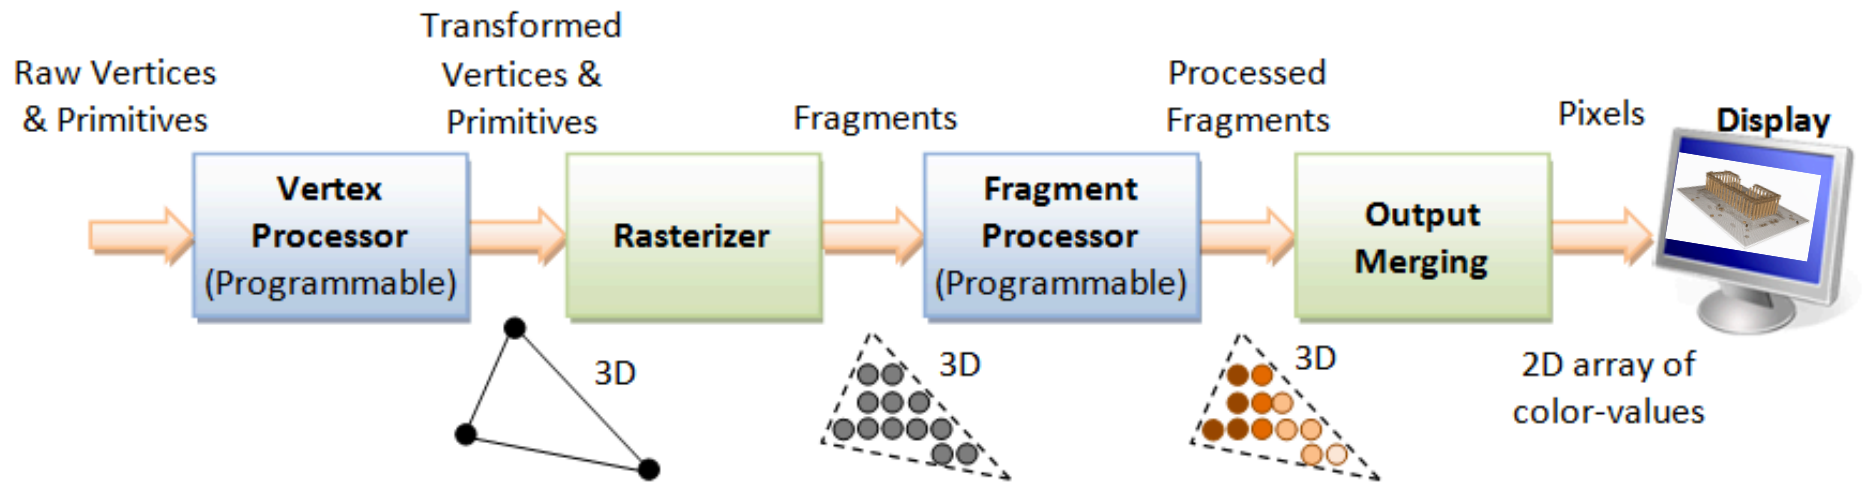 Raw Vertices
& Primitives
Vertex
Processor
(Programmable)
Transformed
Vertices &
Primitives
3D
Rasterizer
Fragments
3D
Fragment
Processor
(Programmable)
Processed
Fragments
3D
Output
Merging
Pixels
2D array of
color-values
Display